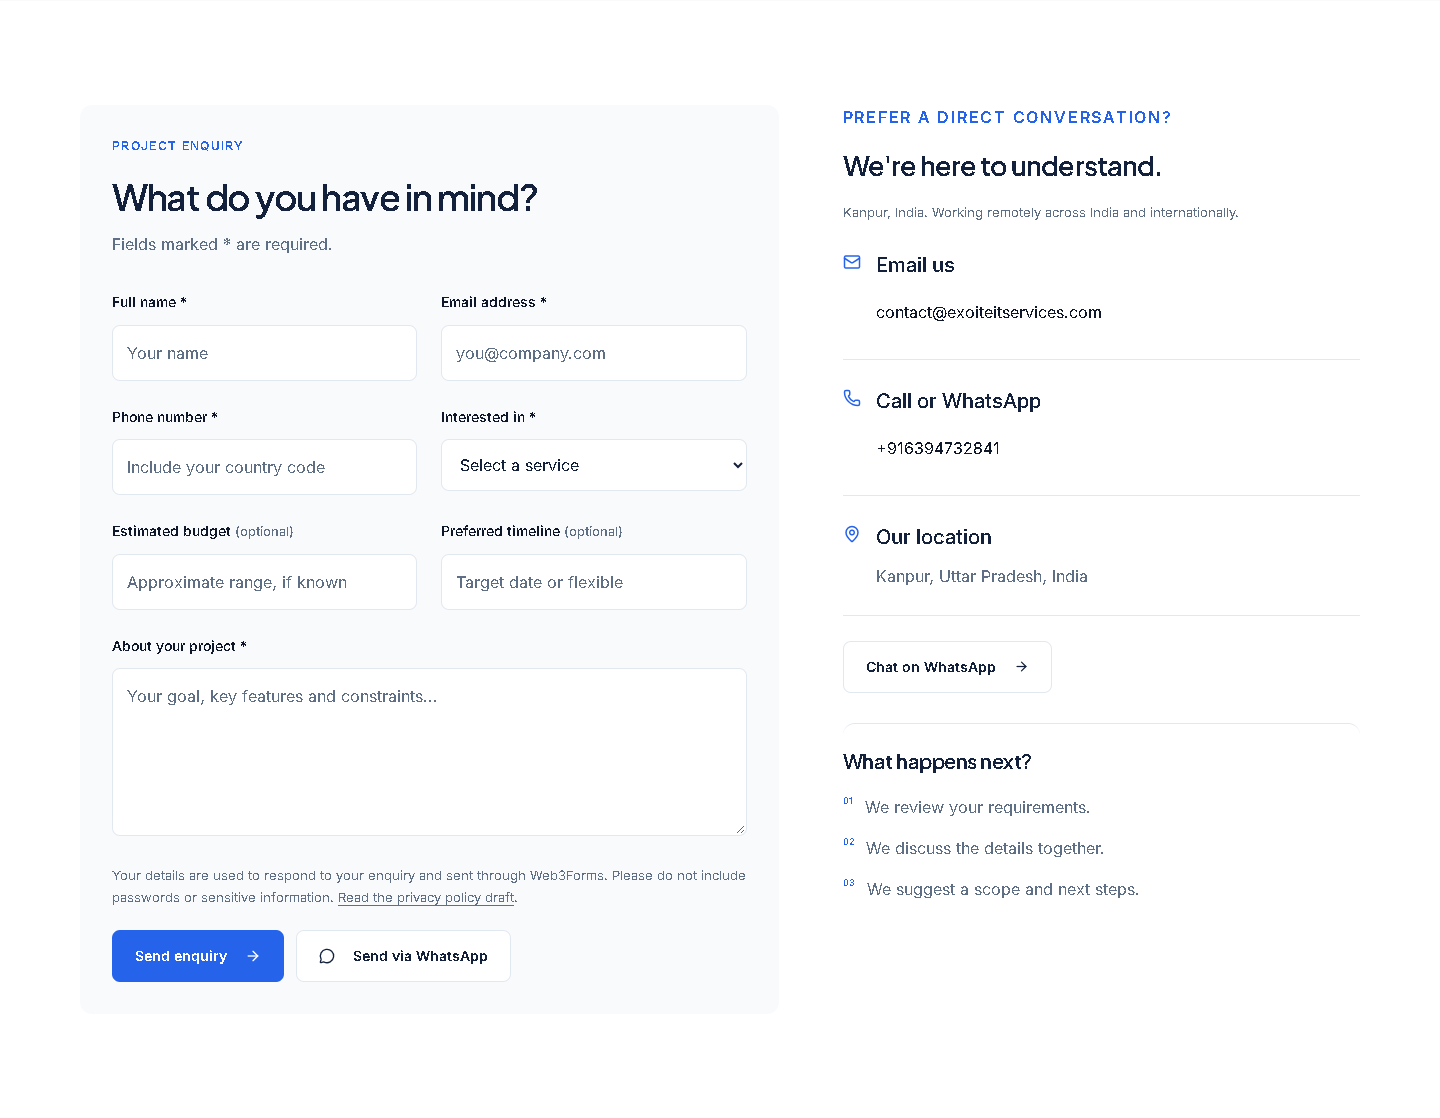 PROJECT ENQUIRY
What do you have in mind?
Fields marked * are required.
Full name *
Email address *
Your name
you@company.com
Phone number *
Interested in *
Include your country code
Select a service
Estimated budget (optional)
Preferred timeline (optional)
Approximate range, if known
Target date or flexible
About your project *
Your goal, key features and constraints...
Your details are used to respond to your enquiry and sent through Web3Forms. Please do not include
passwords or sensitive information. Read the privacy policy draft.
Send enquiry
Send via WhatsApp
PREFER A DIRECT CONVERSATION?
We're here to understand.
Kanpur, India. Working remotely across India and internationally.
Email us
contact@exoiteitservices.com
Call or WhatsApp
+916394732841
Our location
Kanpur, Uttar Pradesh, India
Chat on WhatsApp
What happens next?
01 We review your requirements.
02 We discuss the details together.
03 We suggest a scope and next steps.